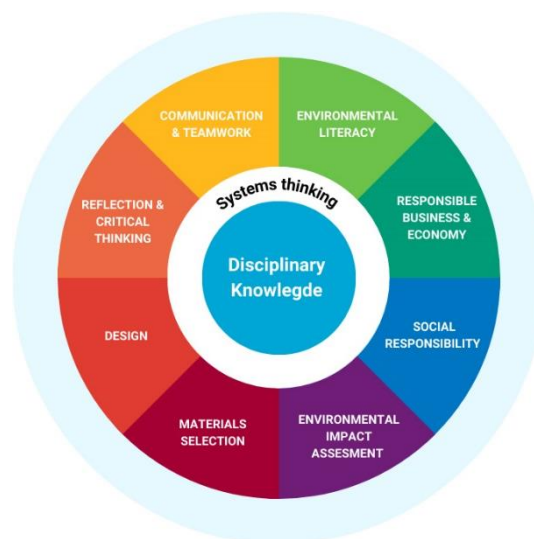 COMMUNICATION
& TEAMWORK
ENVIRONMENTAL
LITERACY
RESPONSIBLE
BUSINESS &
ECONOMY
SOCIAL
RESPONSIBILITY
ENVIRONMENTAL
IMPACT
ASSESMENT
MATERIALS
SELECTION
DESIGN
REFLECTION &
CRITICAL
THINKING
Systems thinking
Disciplinary
Knowlegde